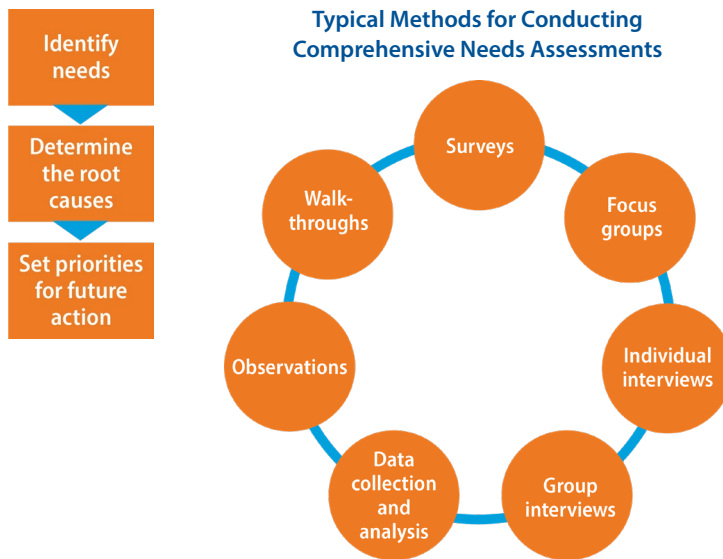 Identify
needs
Determine
the root
causes
Set priorities
for future
action
Typical Methods for Conducting
Comprehensive Needs Assessments
Surveys
Focus
groups
Individual
interviews
Group
interviews
Data
collection
and
analysis
Observations
Walk-
throughs